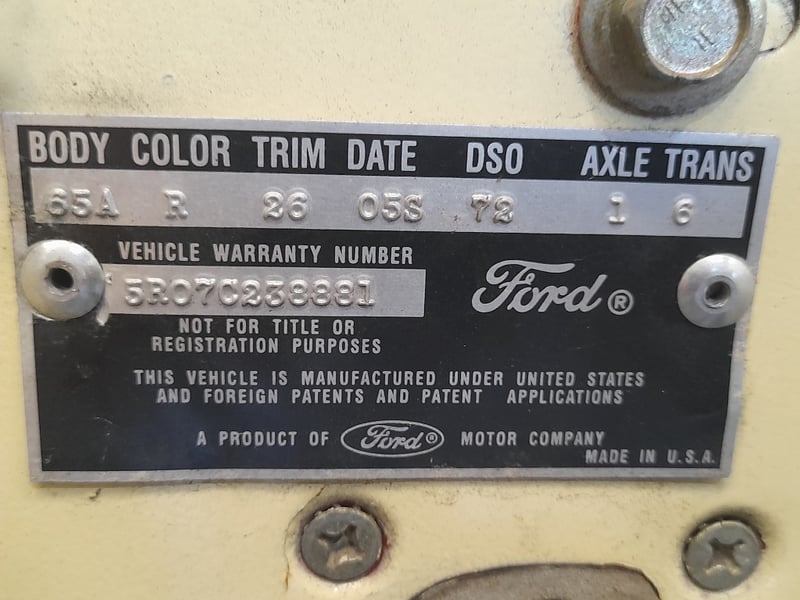 BODY COLOR TRIM DATE DSO AXLE TRANS
65A R 26 05S 72 1 6
VEHICLE WARRANTY NUMBER
5R07C238881
Ford®
NOT FOR TITLE OR
REGISTRATION PURPOSES
THIS VEHICLE IS MANUFACTURED UNDER UNITED STATES
AND FOREIGN PATENTS AND PATENT APPLICATIONS
A PRODUCT OF Ford® MOTOR COMPANY
MADE IN U.S.A.